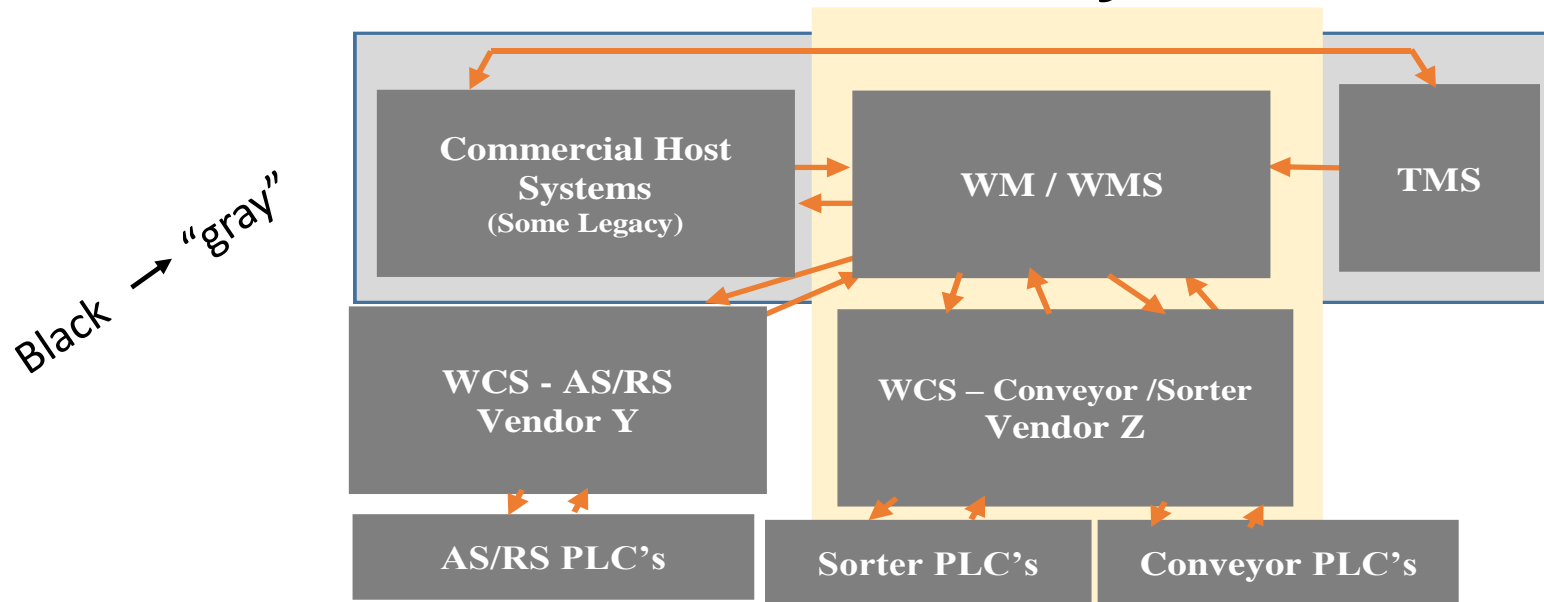 Commercial Host
Systems
(Some Legacy)
WM / WMS
TMS
Black → “gray”
WCS - AS/RS
Vendor Y
WCS – Conveyor /Sorter
Vendor Z
AS/RS PLC’s
Sorter PLC’s
Conveyor PLC’s